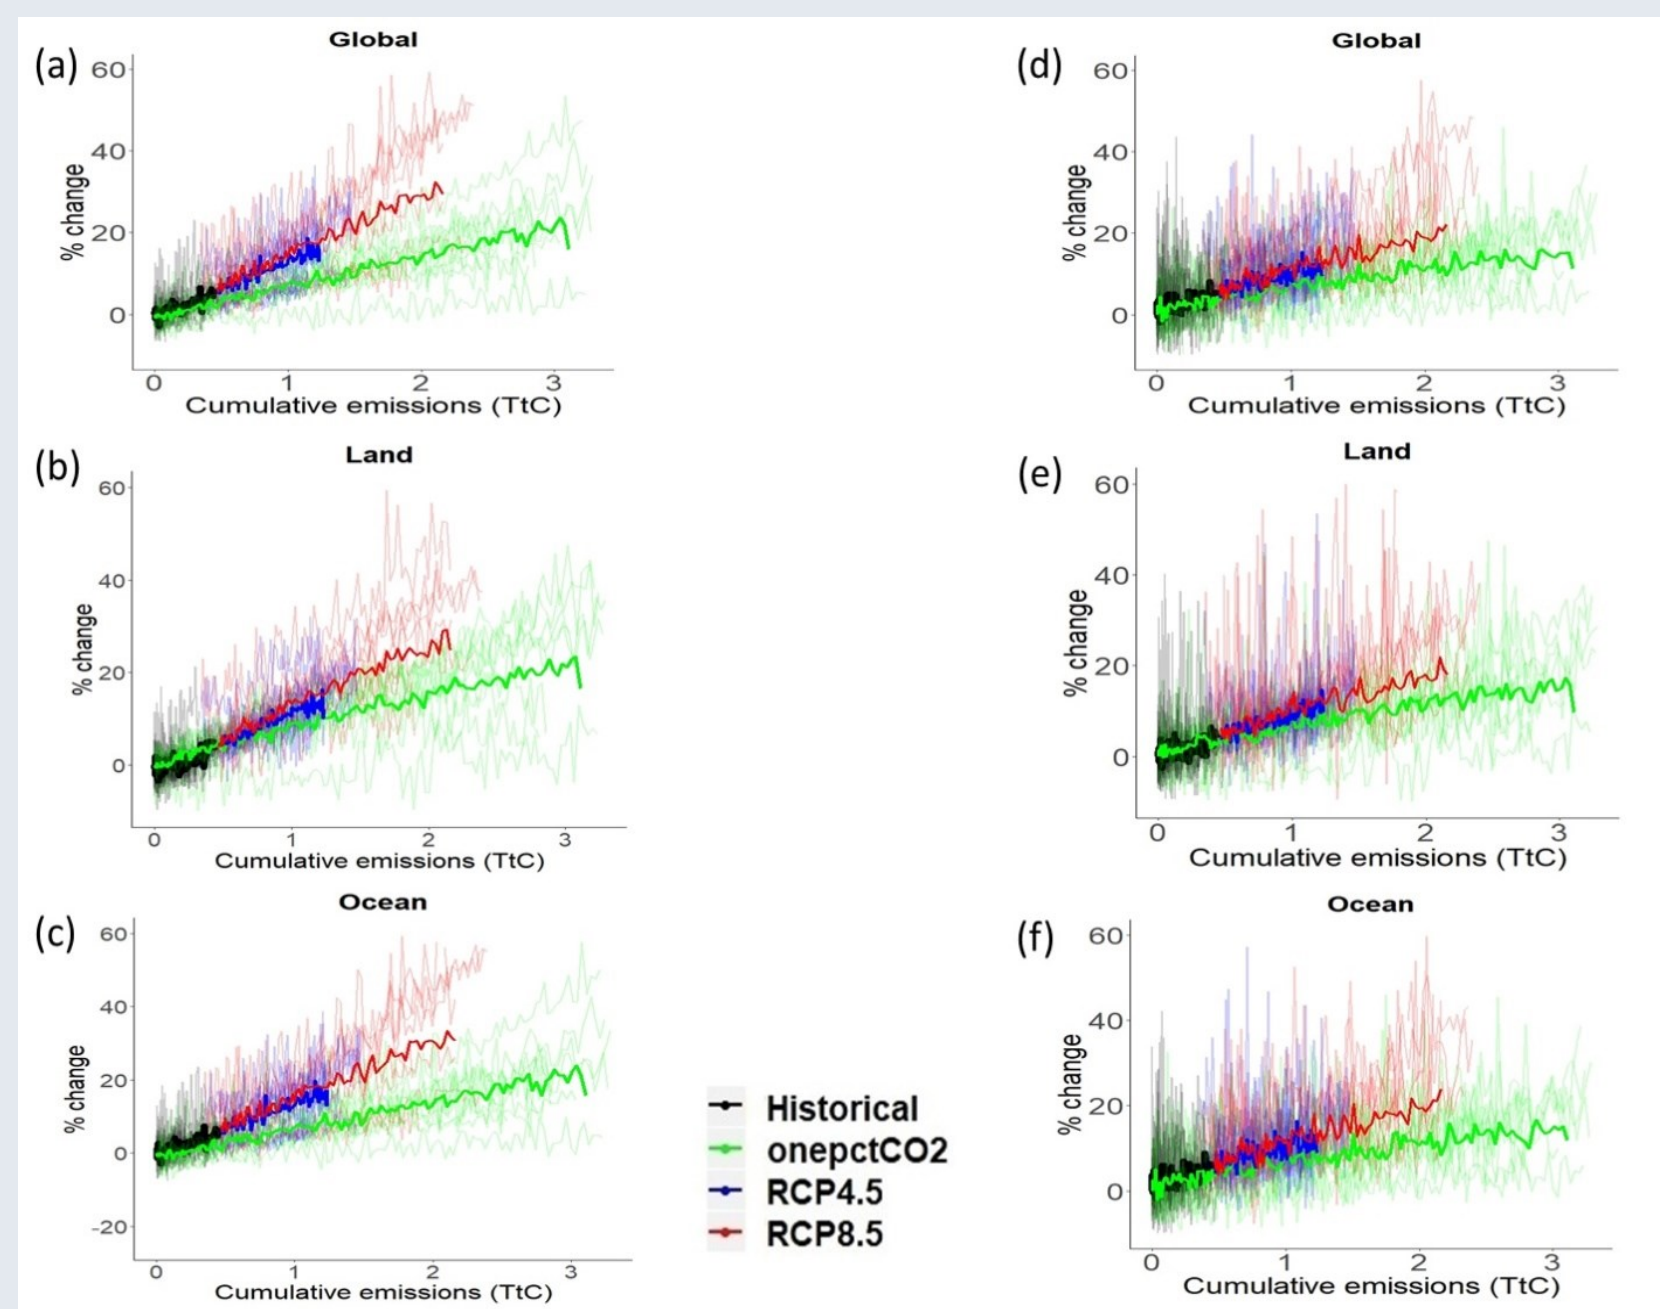 (a)
Global
60
40
20
0
% change
0 1 2 3
Cumulative emissions (TtC)
(b)
Land
60
40
20
0
% change
0 1 2 3
Cumulative emissions (TtC)
(c)
Ocean
60
40
20
0
-20
% change
0 1 2 3
Cumulative emissions (TtC)
Historical
onepctCO2
RCP4.5
RCP8.5
(d)
Global
60
40
20
0
% change
0 1 2 3
Cumulative emissions (TtC)
(e)
Land
60
40
20
0
% change
0 1 2 3
Cumulative emissions (TtC)
(f)
Ocean
60
40
20
0
% change
0 1 2 3
Cumulative emissions (TtC)